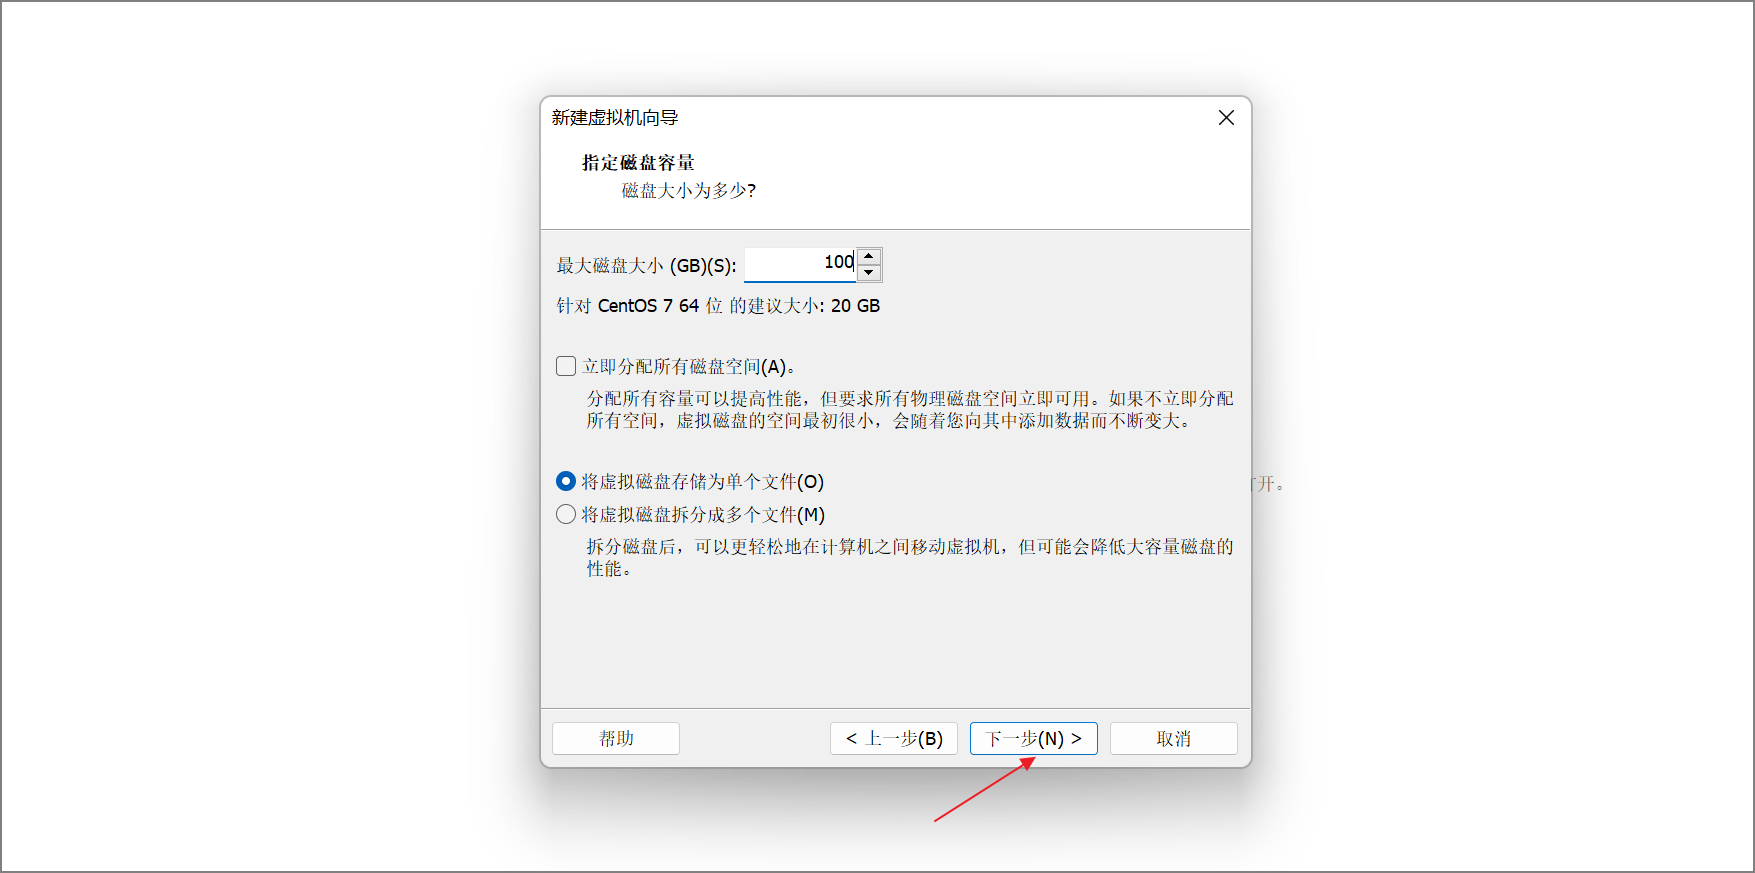 新建虚拟机向导
指定磁盘容量
磁盘大小为多少?
最大磁盘大小 (GB)(S): 100
针对 CentOS 7 64 位 的建议大小: 20 GB
立即分配所有磁盘空间(A)。
分配所有容量可以提高性能，但要求所有物理磁盘空间立即可用。如果不立即分配
所有空间，虚拟磁盘的空间最初很小，会随着您向其中添加数据而不断变大。
将虚拟磁盘存储为单个文件(O)
开。
将虚拟磁盘拆分成多个文件(M)
拆分磁盘后，可以更轻松地在计算机之间移动虚拟机，但可能会降低大容量磁盘的
性能。
帮助 < 上一步(B) 下一步(N) > 取消